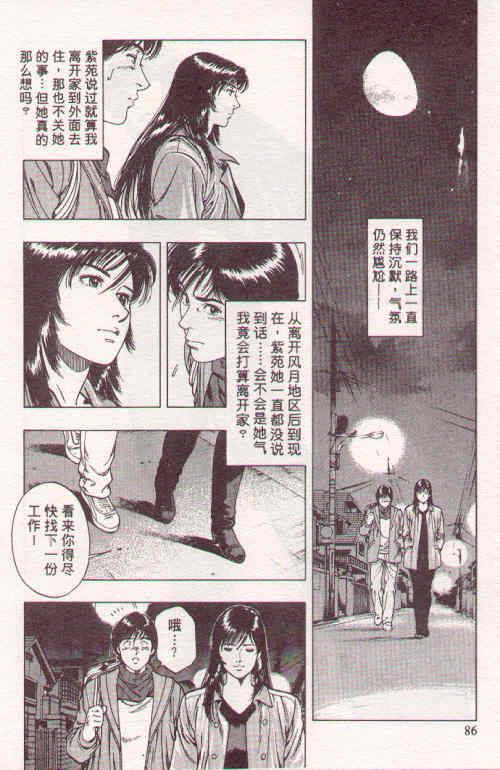 我们一路上一直
保持沉默，气氛
仍然尴尬——
从离开风月地区后到现
在，紫苑她一直都没说
到话……会不会是她气
我竟会打算离开家？
紫苑说过就算我
离开家到外面去
住，那也不关她
的事…但她真的
那么想吗？
看来你得尽
快找下一份
工作—
哦…？
86